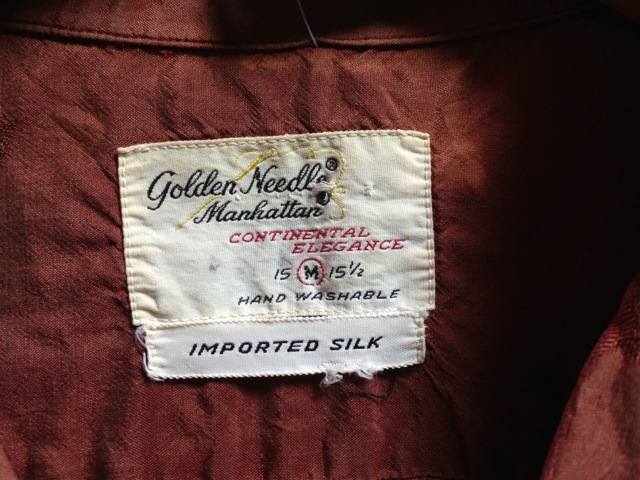 Golden Needle®
Manhattan®
CONTINENTAL
ELEGANCE
15 M 15½
HAND WASHABLE
IMPORTED SILK